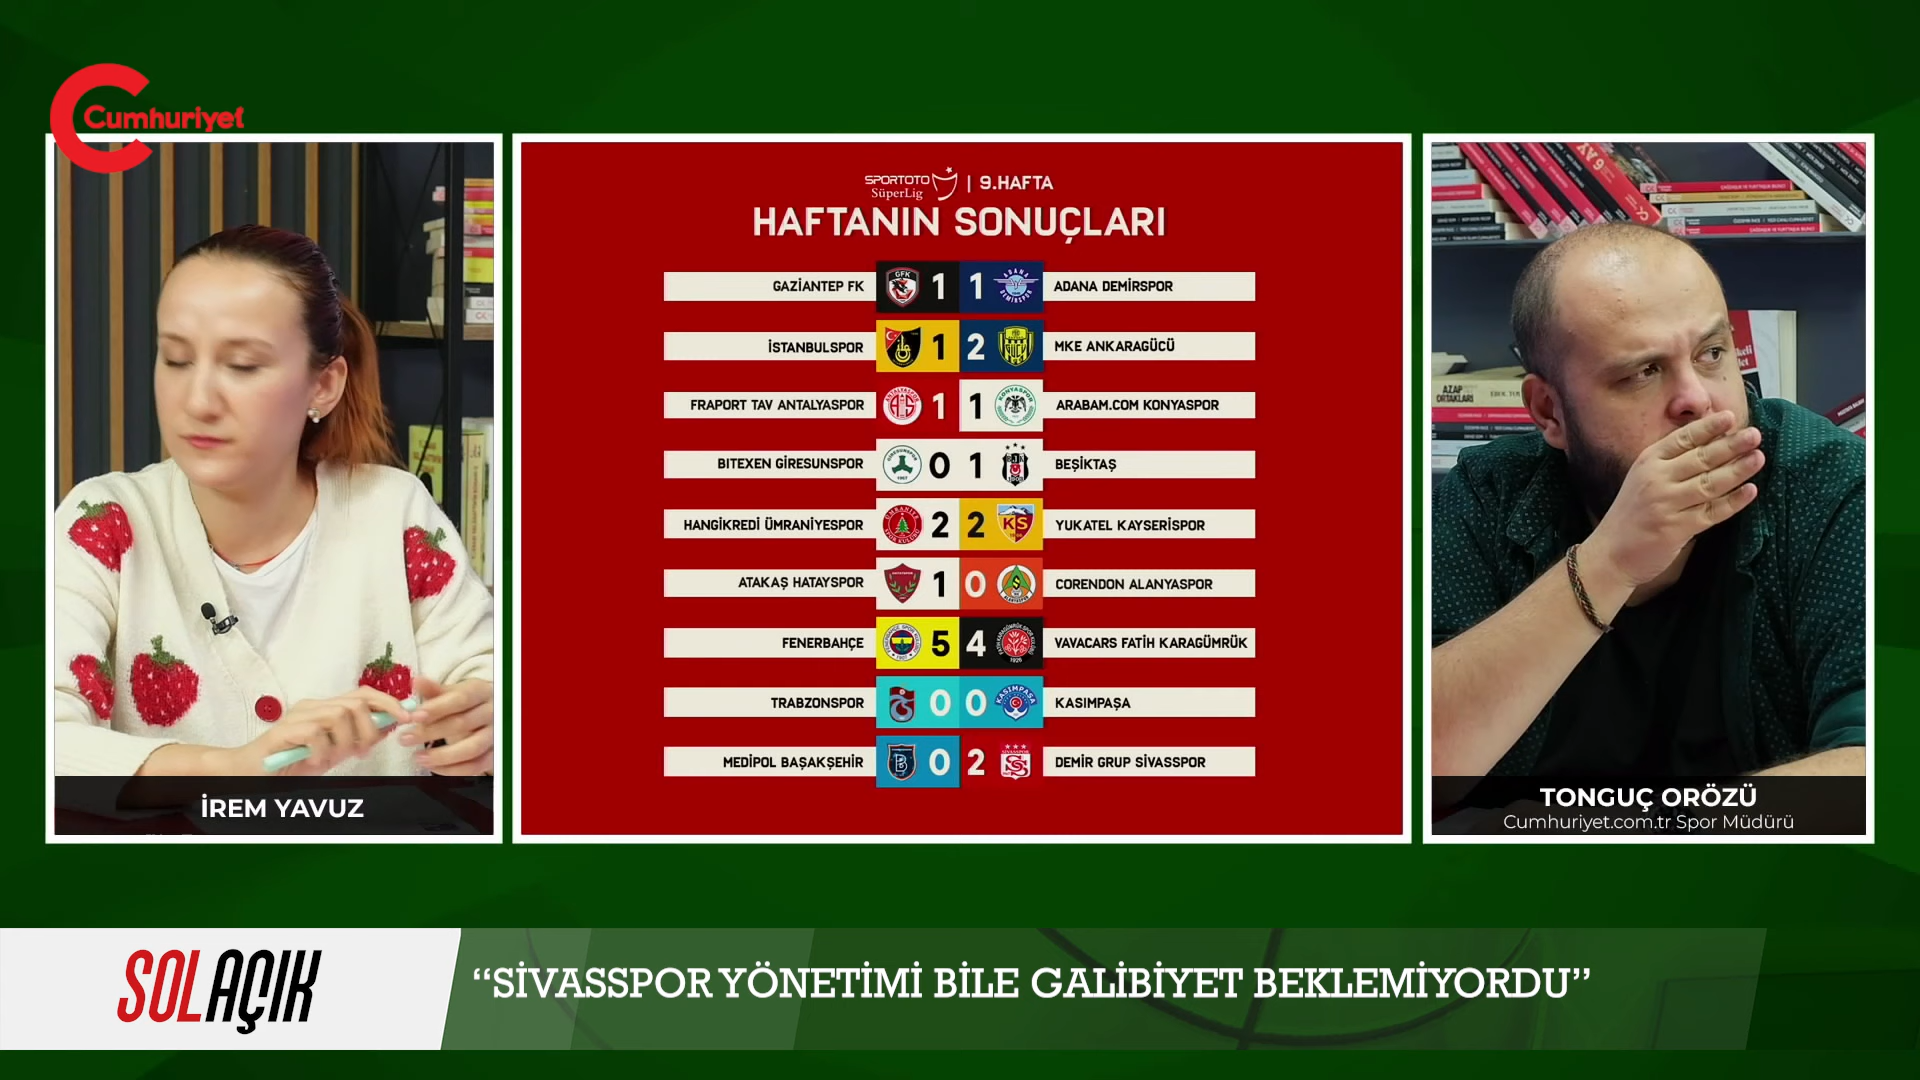 Cumhuriyet
SPORTOTO
SüperLig
| 9.HAFTA
HAFTANIN SONUÇLARI
GAZİANTEP FK 1 1 ADANA DEMİRSPOR
İSTANBULSPOR 1 2 MKE ANKARAGÜCÜ
FRAPORT TAV ANTALYASPOR 1 1 ARABAM.COM KONYASPOR
BITEXEN GİRESUNSPOR 0 1 BEŞİKTAŞ
HANGİKREDİ ÜMRANİYESPOR 2 2 YUKATEL KAYSERİSPOR
ATAKAŞ HATAYSPOR 1 0 CORENDON ALANYASPOR
FENERBAHÇE 5 4 VAVACARS FATİH KARAGÜMRÜK
TRABZONSPOR 0 0 KASIMPAŞA
MEDİPOL BAŞAKŞEHİR 0 2 DEMİR GRUP SİVASSPOR
6 AY
AZAP
ORTAKLARI
İREM YAVUZ
TONGUÇ ORÖZÜ
Cumhuriyet.com.tr Spor Müdürü
SOLAÇIK
“SİVASSPOR YÖNETİMİ BİLE GALİBİYET BEKLEMİYORDU”